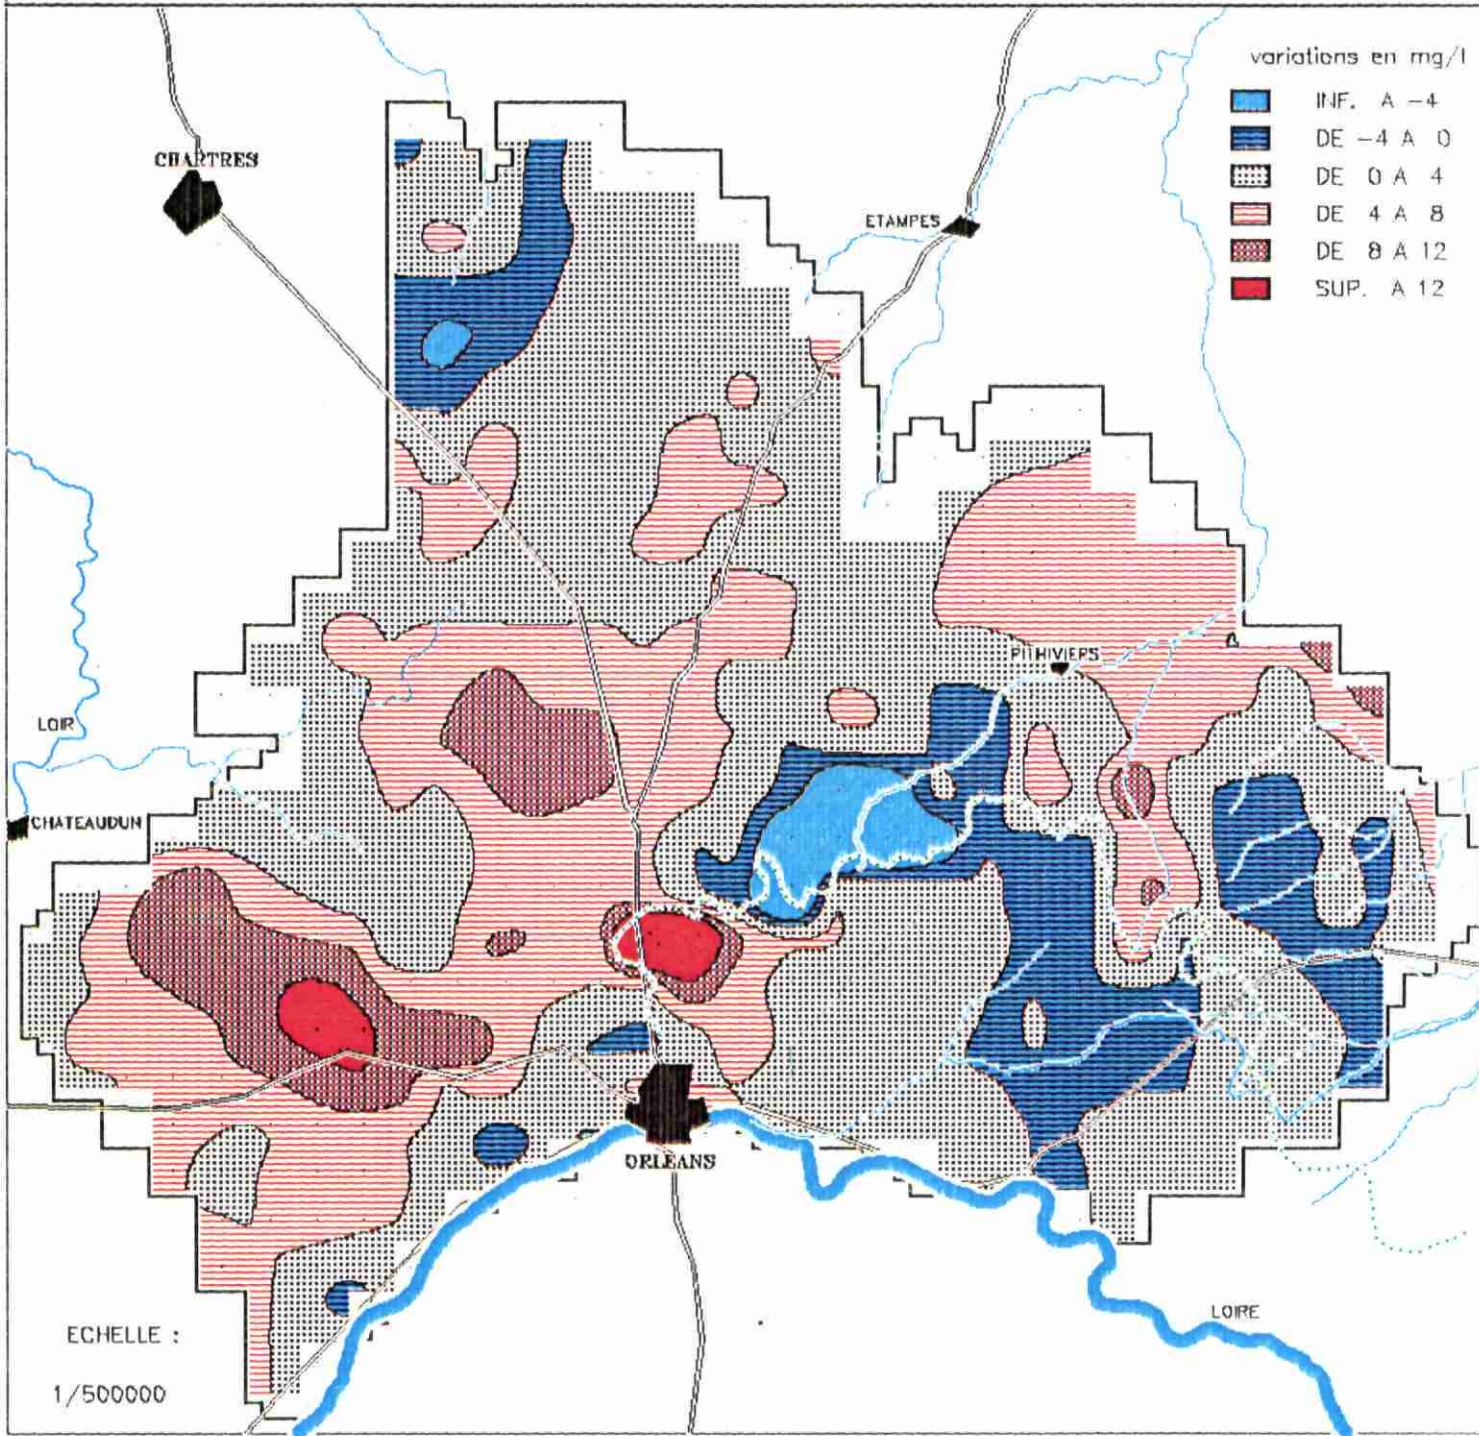 variations en mg/l
INF. A -4
DE -4 A 0
DE 0 A 4
DE 4 A 8
DE 8 A 12
SUP. A 12
CHARTRES
ETAMPES
PITHIVIERS
LOIR
CHATEAUDUN
ORLEANS
LOIRE
ECHELLE :
1/500000